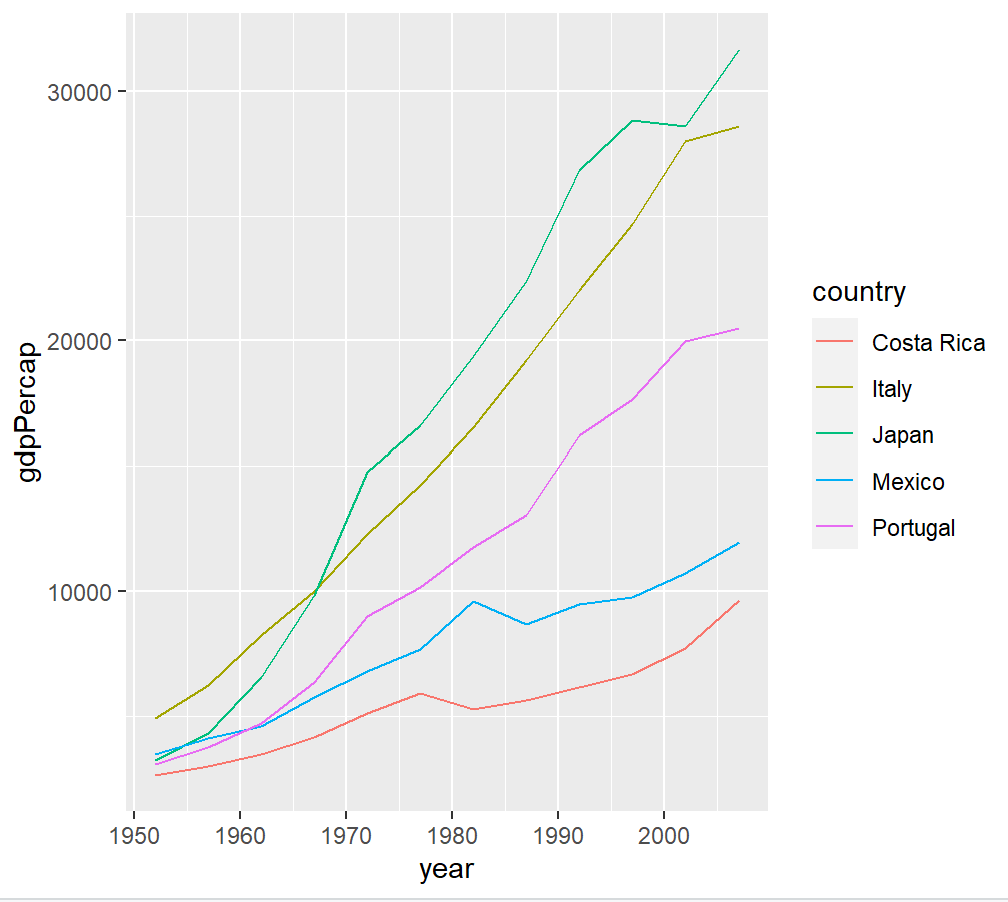 30000
20000
10000
gdpPercap
1950 1960 1970 1980 1990 2000
year
country
Costa Rica
Italy
Japan
Mexico
Portugal